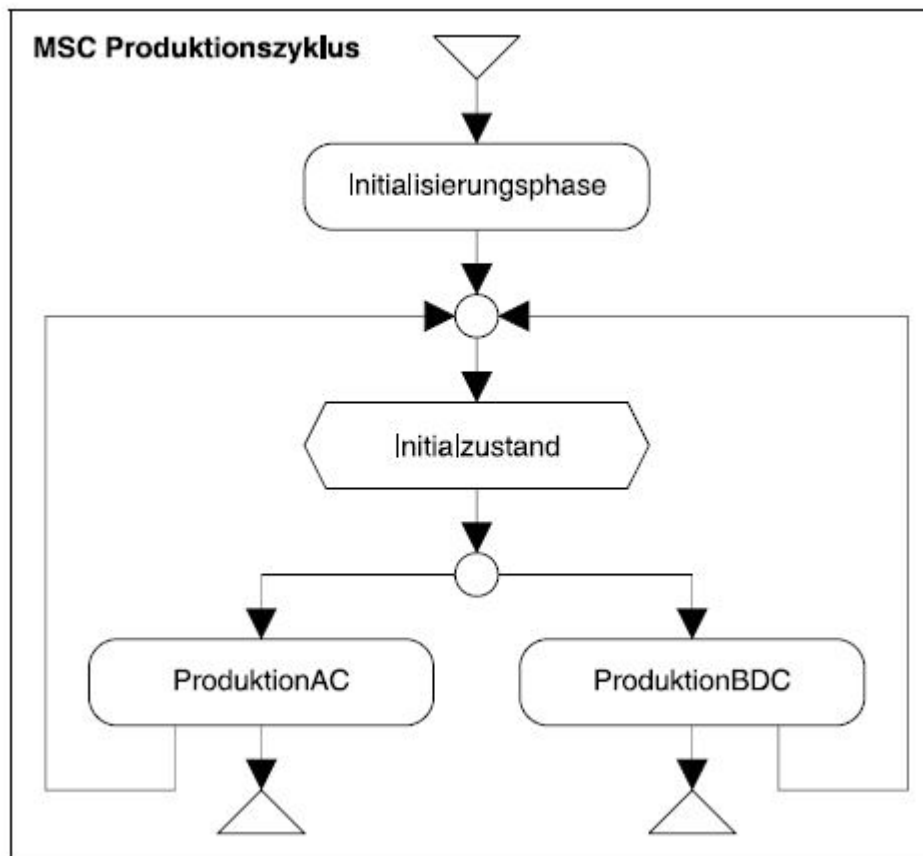 MSC Produktionszyklus
Initialisierungsphase
Initialzustand
ProduktionAC
ProduktionBDC